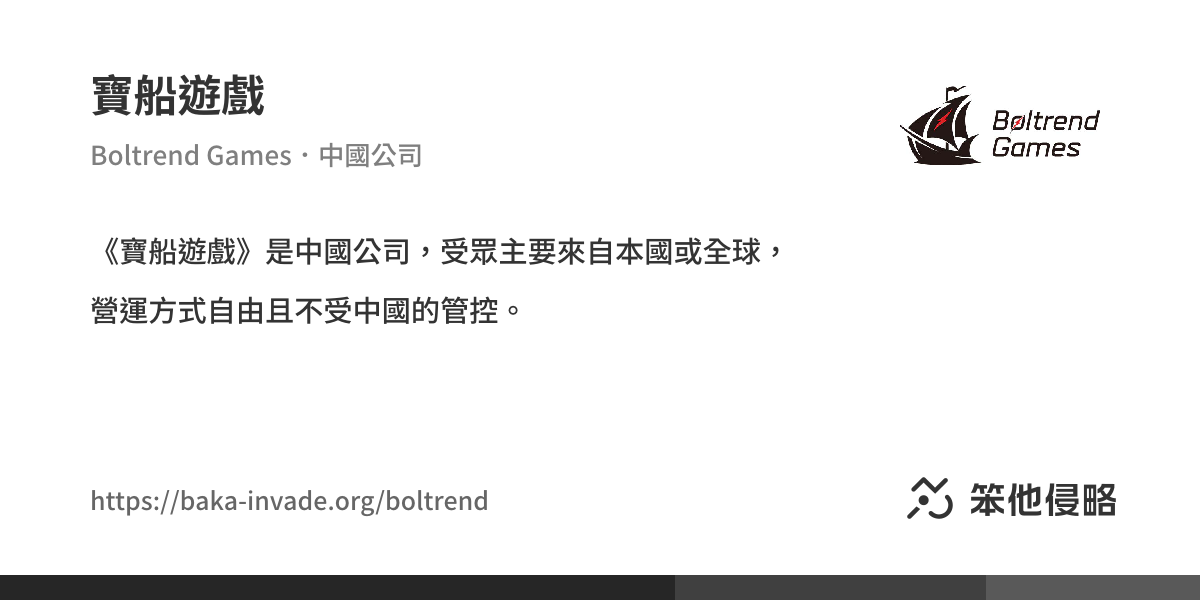 寶船遊戲
Boltrend Games・中國公司
Boltrend
Games
《寶船遊戲》是中國公司，受眾主要來自本國或全球，
營運方式自由且不受中國的管控。
https://baka-invade.org/boltrend
笨他侵略